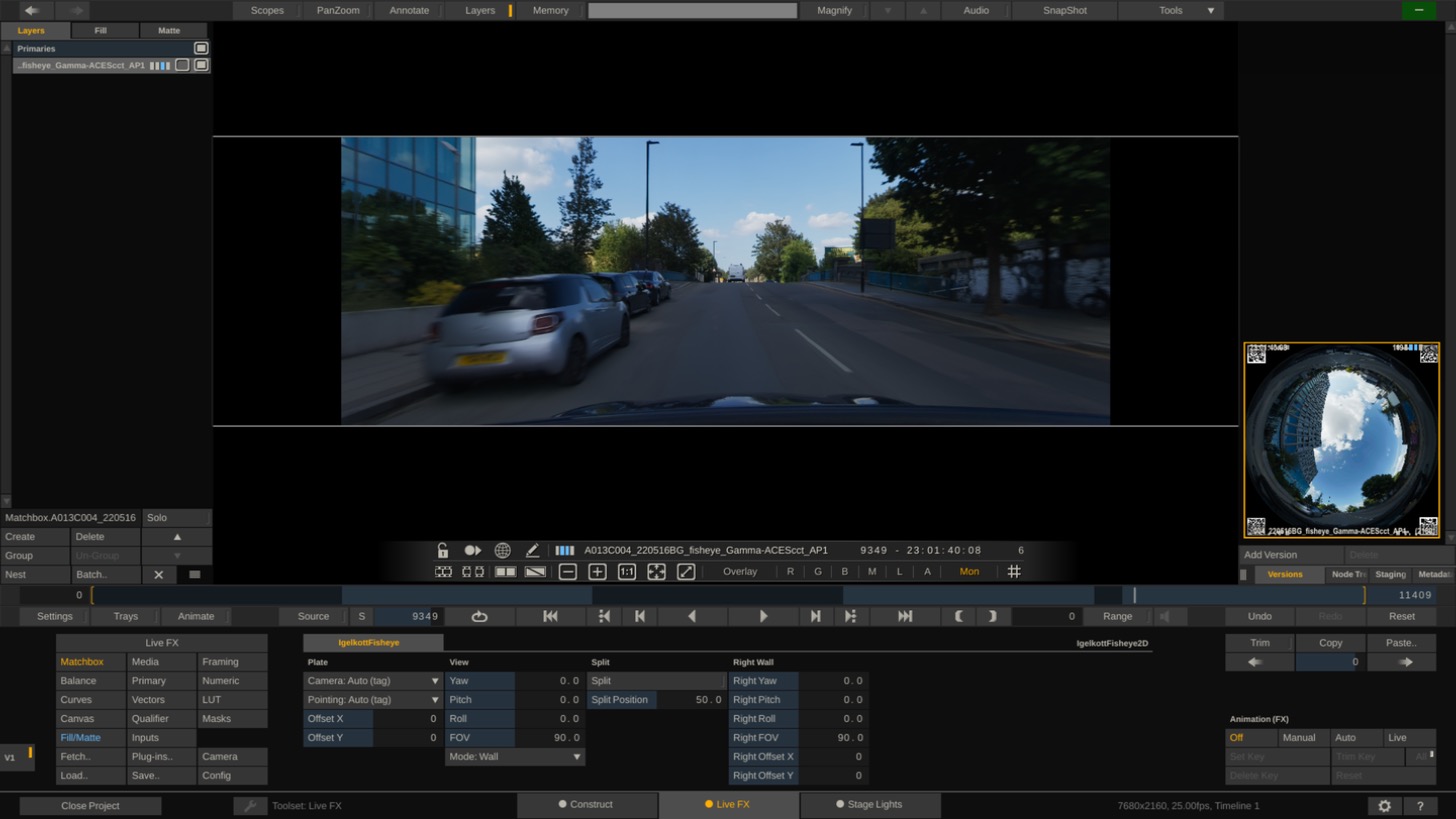 Scopes PanZoom Annotate Layers Memory Magnify Audio SnapShot Tools
Layers Fill Matte
Primaries
..fisheye_Gamma-ACEScct_AP1
Matchbox.A013C004_220516 Solo
Create Delete
Group Un-Group
Nest Batch..
A013C004_220516BG_fisheye_Gamma-ACEScct_AP1 9349 - 23:01:40:08 6
1:1 Overlay R G B M L A Mon
Add Version Delete
Versions Node Tr Staging Metadat
0 11409
Settings Trays Animate Source S 9349 0 Range Undo Redo Reset
Live FX
Matchbox Media Framing
Balance Primary Numeric
Curves Vectors LUT
Canvas Qualifier Masks
Fill/Matte Inputs
Fetch.. Plug-ins.. Camera
Load.. Save.. Config
V1
IgelkottFisheye IgelkottFisheye2D
Plate View Split Right Wall
Camera: Auto (tag) Yaw 0.0 Split Right Yaw 0.0
Pointing: Auto (tag) Pitch 0.0 Split Position 50.0 Right Pitch 0.0
Offset X 0 Roll 0.0 Right Roll 0.0
Offset Y 0 FOV 90.0 Right FOV 90.0
Mode: Wall Right Offset X 0
Right Offset Y 0
Trim Copy Paste..
0
Animation (FX)
Off Manual Auto Live
Set Key Trim Key All
Delete Key Reset
Close Project Toolset: Live FX Construct Live FX Stage Lights 7680x2160, 25.00fps, Timeline 1 ?